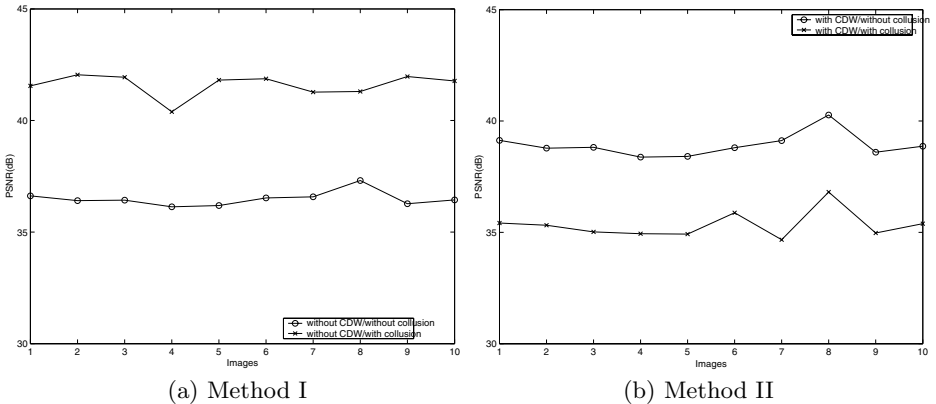 45
40
35
30
PSNR(dB)
without CDW/without collusion
without CDW/with collusion
1 2 3 4 5 6 7 8 9 10
Images
(a) Method I
45
40
35
30
PSNR(dB)
with CDW/without collusion
with CDW/with collusion
1 2 3 4 5 6 7 8 9 10
Images
(b) Method II